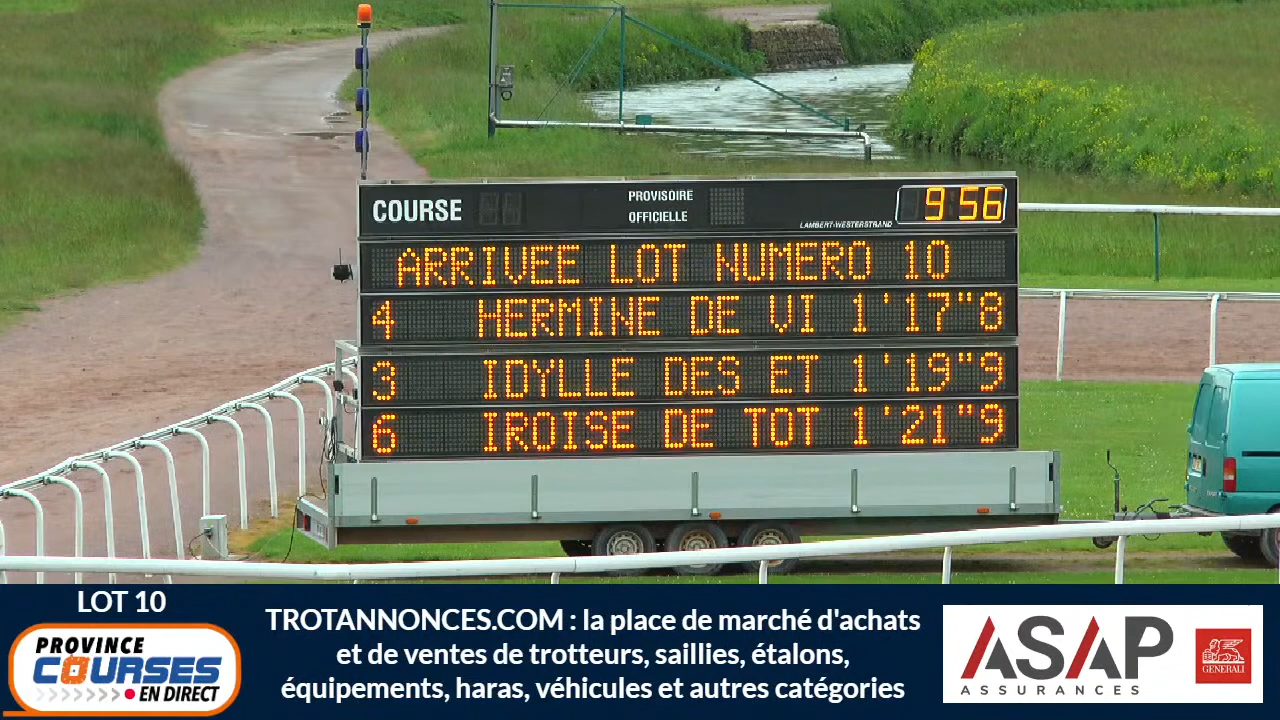 COURSE
PROVISOIRE
OFFICIELLE
LAMBERT-WESTERSTRAND
9 56
ARRIVEE LOT NUMERO 10
4 HERMINE DE VI 1'17"8
3 IDYLLE DES ET 1'19"9
6 IROISE DE TOT 1'21"9
LOT 10
PROVINCE
COURSES
EN DIRECT
TROTANNONCES.COM : la place de marché d'achats
et de ventes de trotteurs, saillies, étalons,
équipements, haras, véhicules et autres catégories
ASAP
ASSURANCES
GENERALI